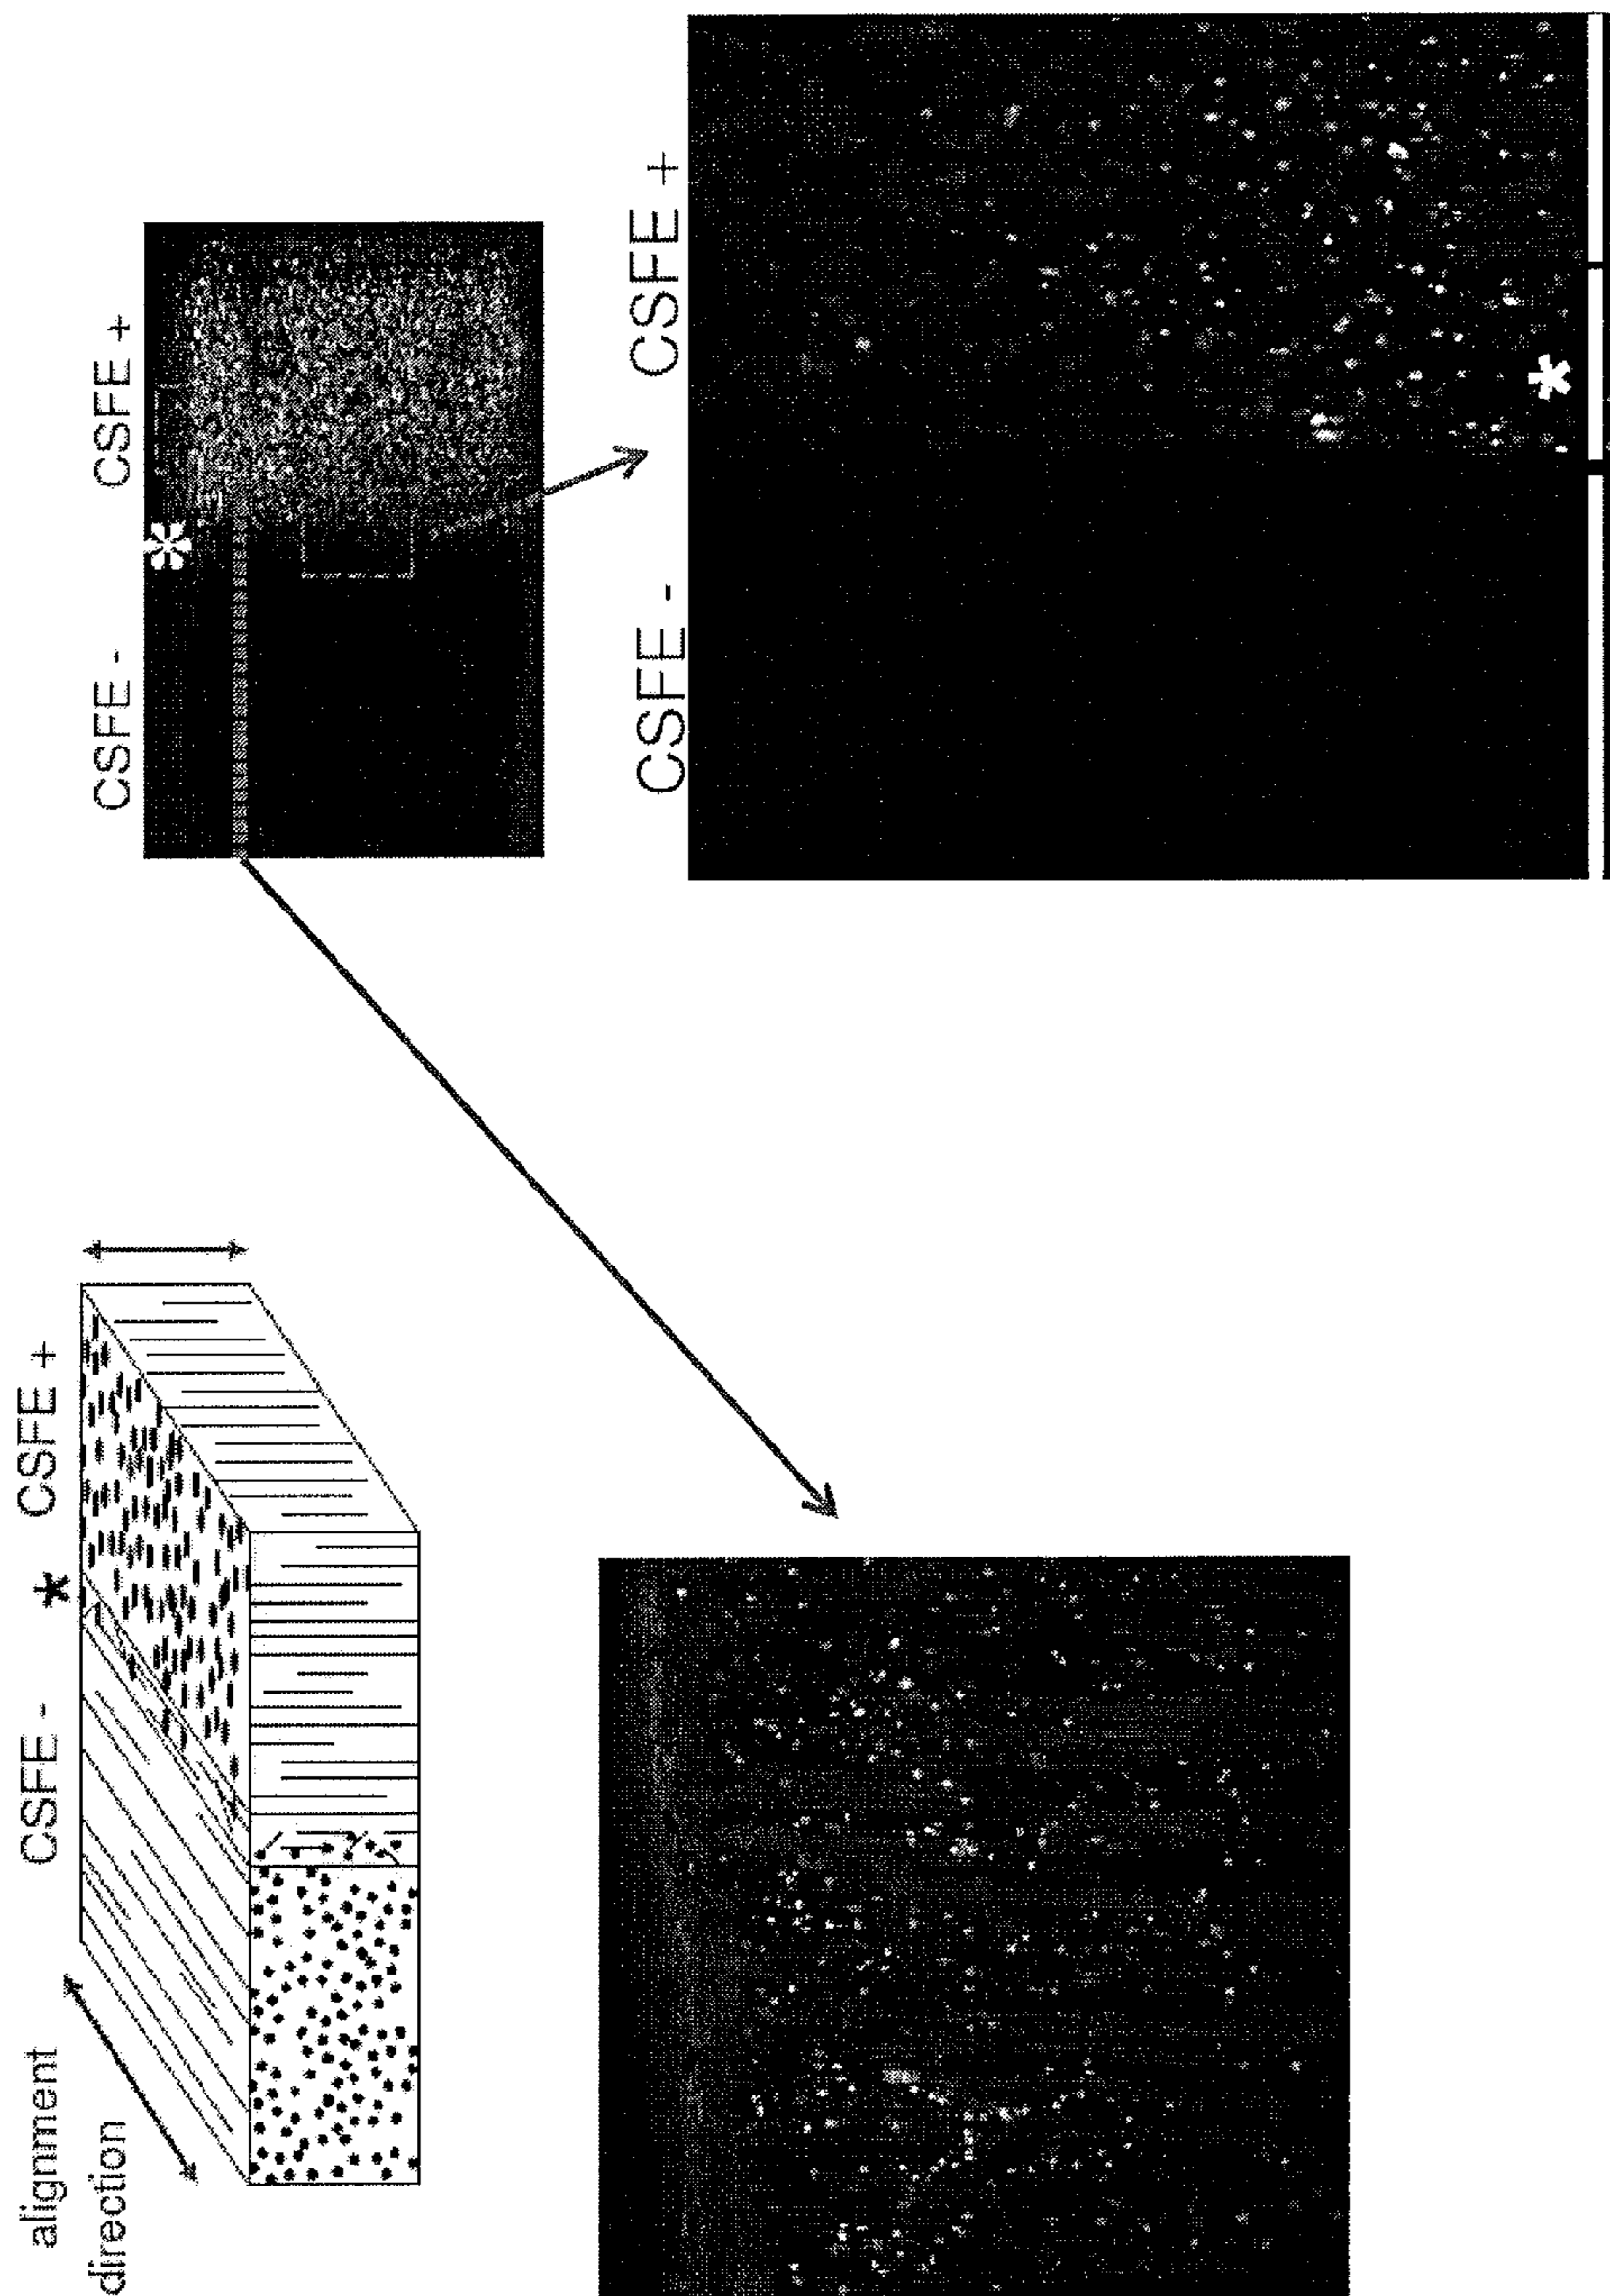 alignment
direction
CSFE - * CSFE +
CSFE - CSFE +
*
CSFE - CSFE +
*